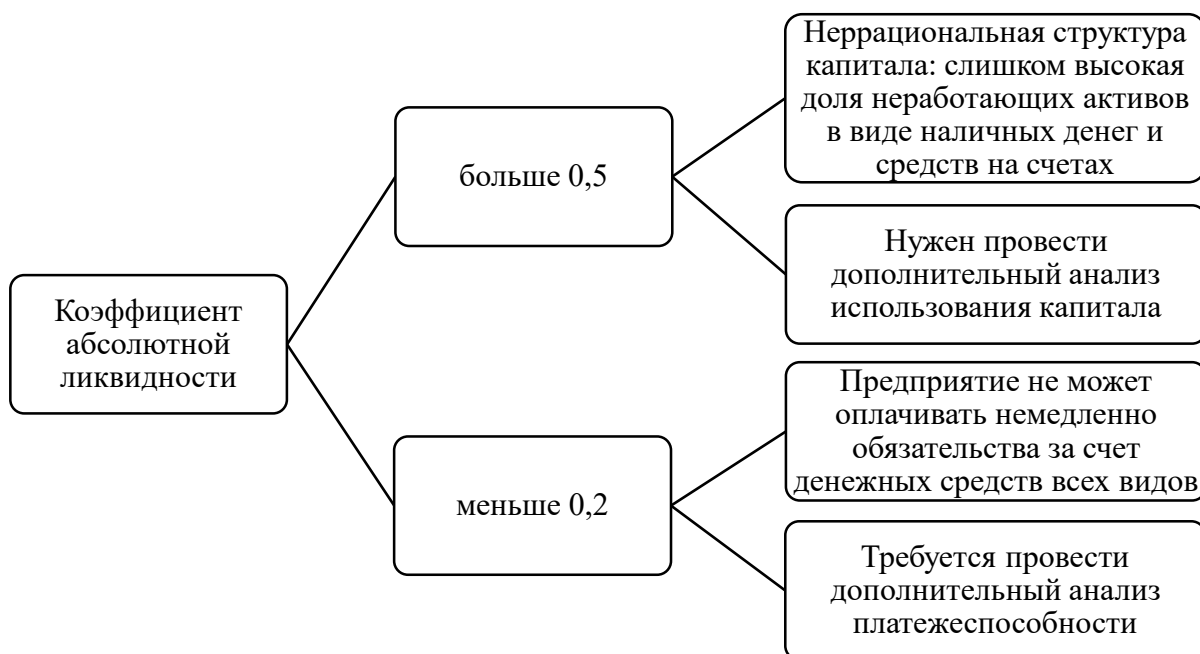 Коэффициент
абсолютной
ликвидности
больше 0,5
Неррациональная структура
капитала: слишком высокая
доля неработающих активов
в виде наличных денег и
средств на счетах
Нужен провести
дополнительный анализ
использования капитала
меньше 0,2
Предприятие не может
оплачивать немедленно
обязательства за счет
денежных средств всех видов
Требуется провести
дополнительный анализ
платежеспособности